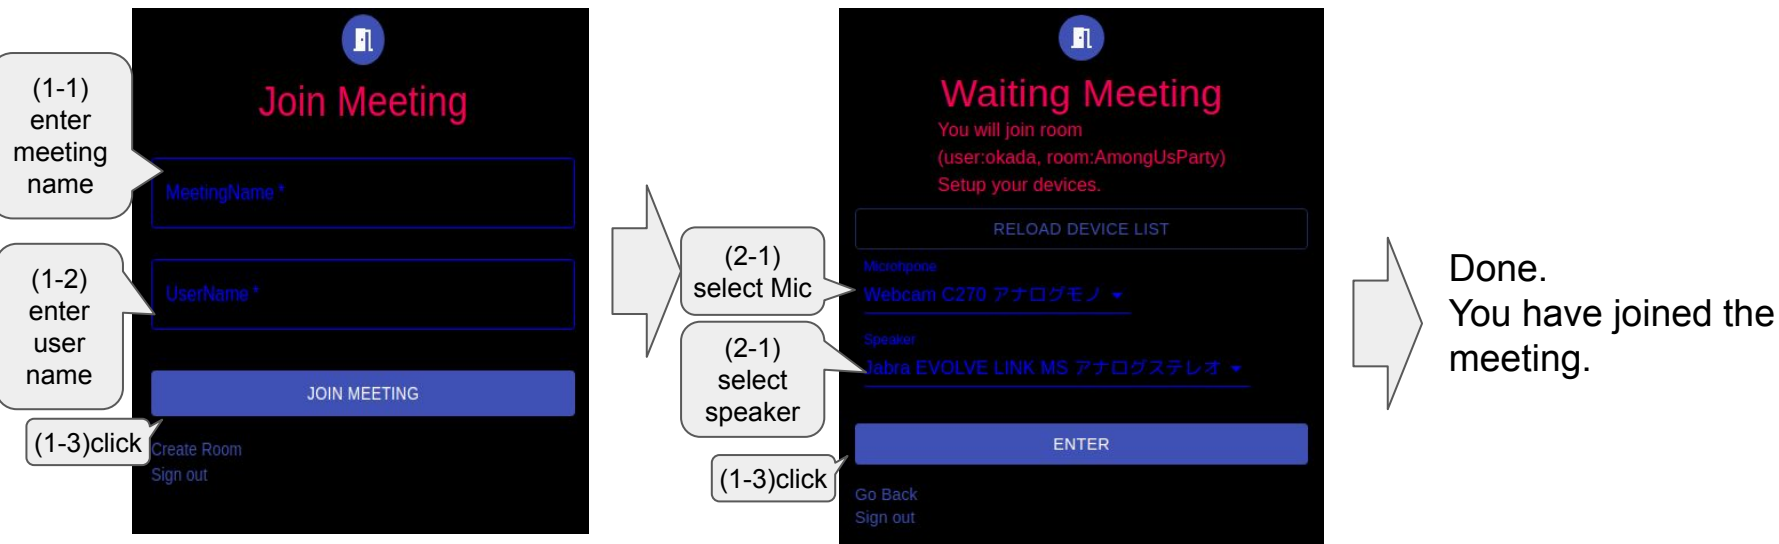 (1-1)
enter
meeting
name
(1-2)
enter
user
name
(1-3)click
Join Meeting
MeetingName *
UserName *
JOIN MEETING
Create Room
Sign out
(2-1)
select Mic
(2-1)
select
speaker
(1-3)click
Waiting Meeting
You will join room
(user:okada, room:AmongUsParty)
Setup your devices.
RELOAD DEVICE LIST
Microhpone
Webcam C270 アナログモノ
Speaker
Jabra EVOLVE LINK MS アナログステレオ
ENTER
Go Back
Sign out
Done.
You have joined the
meeting.